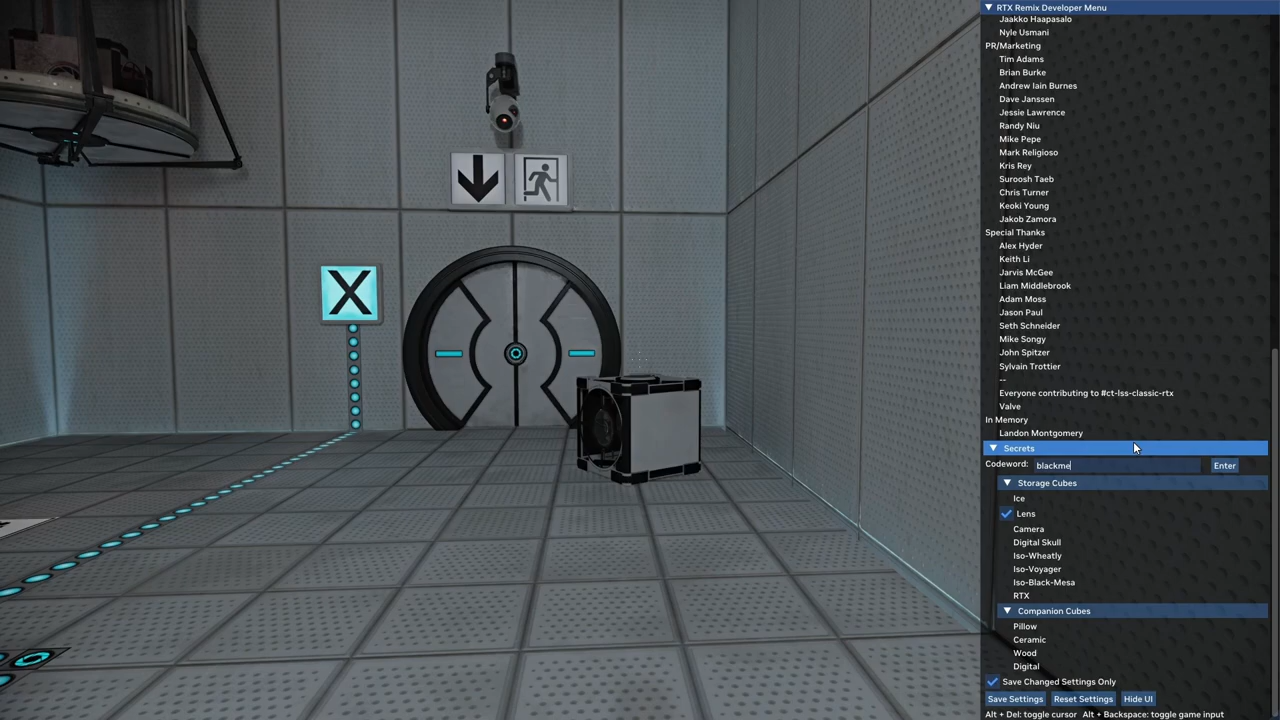 RTX Remix Developer Menu
Jaakko Haapasalo
Nyle Usmani
PR/Marketing
Tim Adams
Brian Burke
Andrew Iain Burnes
Dave Janssen
Jessie Lawrence
Randy Niu
Mike Pepe
Mark Religioso
Kris Rey
Suroosh Taeb
Chris Turner
Keoki Young
Jakob Zamora
Special Thanks
Alex Hyder
Keith Li
Jarvis McGee
Liam Middlebrook
Adam Moss
Jason Paul
Seth Schneider
Mike Songy
John Spitzer
Sylvain Trottier
--
Everyone contributing to #ct-lss-classic-rtx
Valve
In Memory
Landon Montgomery
Secrets
Codeword: blackme Enter
Storage Cubes
Ice
Lens
Camera
Digital Skull
Iso-Wheatly
Iso-Voyager
Iso-Black-Mesa
RTX
Companion Cubes
Pillow
Ceramic
Wood
Digital
Save Changed Settings Only
Save Settings Reset Settings Hide UI
Alt + Del: toggle cursor Alt + Backspace: toggle game input
X